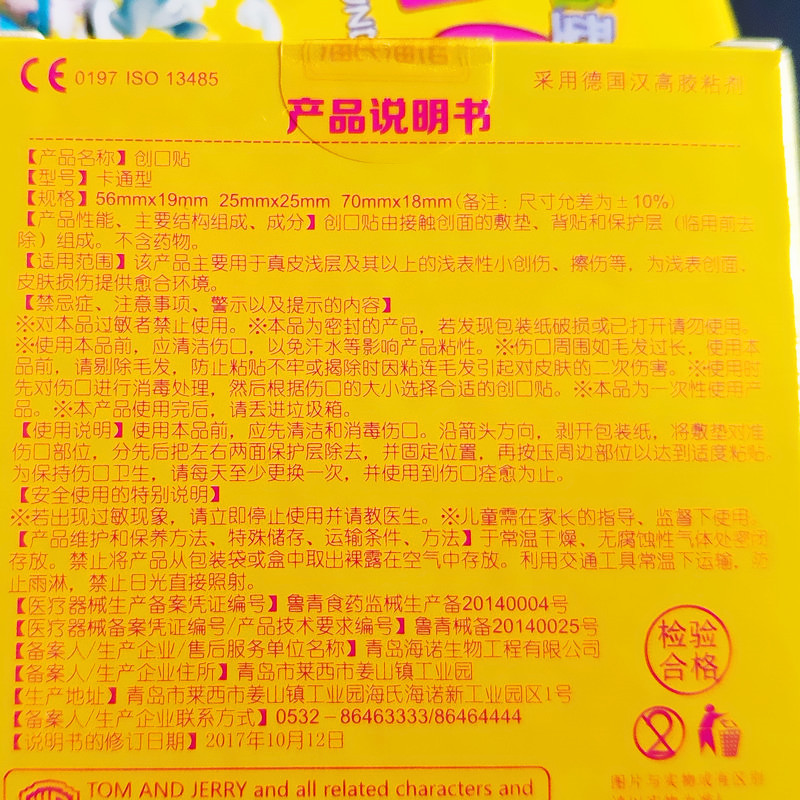 CE 0197 ISO 13485
采用德国汉高胶粘剂
产品说明书
【产品名称】创口贴
【型号】卡通型
【规格】56mmx19mm 25mmx25mm 70mmx18mm(备注：尺寸允差为±10%)
【产品性能、主要结构组成、成分】创口贴由接触创面的敷垫、背贴和保护层（临用前去
除）组成。不含药物。
【适用范围】该产品主要用于真皮浅层及其以上的浅表性小创伤、擦伤等，为浅表创面、
皮肤损伤提供愈合环境。
【禁忌症、注意事项、警示以及提示的内容】
※对本品过敏者禁止使用。※本品为密封的产品，若发现包装纸破损或已打开请勿使用。
※使用本品前，应清洁伤口，以免汗水等影响产品粘性。※伤口周围如毛发过长，使用本
品前，请剔除毛发，防止粘贴不牢或揭除时因粘连毛发引起对皮肤的二次伤害。※使用时
先对伤口进行消毒处理，然后根据伤口的大小选择合适的创口贴。※本品为一次性使用产
品。※本产品使用完后，请丢进垃圾箱。
【使用说明】使用本品前，应先清洁和消毒伤口。沿箭头方向，剥开包装纸，将敷垫对准
伤口部位，分先后把左右两面保护层除去，并固定位置，再按压周边部位以达到适度粘贴。
为保持伤口卫生，请每天至少更换一次，并使用到伤口痊愈为止。
【安全使用的特别说明】
※若出现过敏现象，请立即停止使用并请教医生。※儿童需在家长的指导、监督下使用。
【产品维护和保养方法、特殊储存、运输条件、方法】于常温干燥、无腐蚀性气体处密闭
存放。禁止将产品从包装袋或盒中取出裸露在空气中存放。利用交通工具常温下运输，防
止雨淋，禁止日光直接照射。
【医疗器械生产备案凭证编号】鲁青食药监械生产备20140004号
【医疗器械备案凭证编号/产品技术要求编号】鲁青械备20140025号
【备案人/生产企业/售后服务单位名称】青岛海诺生物工程有限公司
【备案人/生产企业住所】青岛市莱西市姜山镇工业园
【生产地址】青岛市莱西市姜山镇工业园海氏海诺新工业园区1号
【备案人/生产企业联系方式】0532-86463333/86464444
【说明书的修订日期】2017年10月12日
检验
合格
图片与实物或有区别
TOM AND JERRY and all related characters and